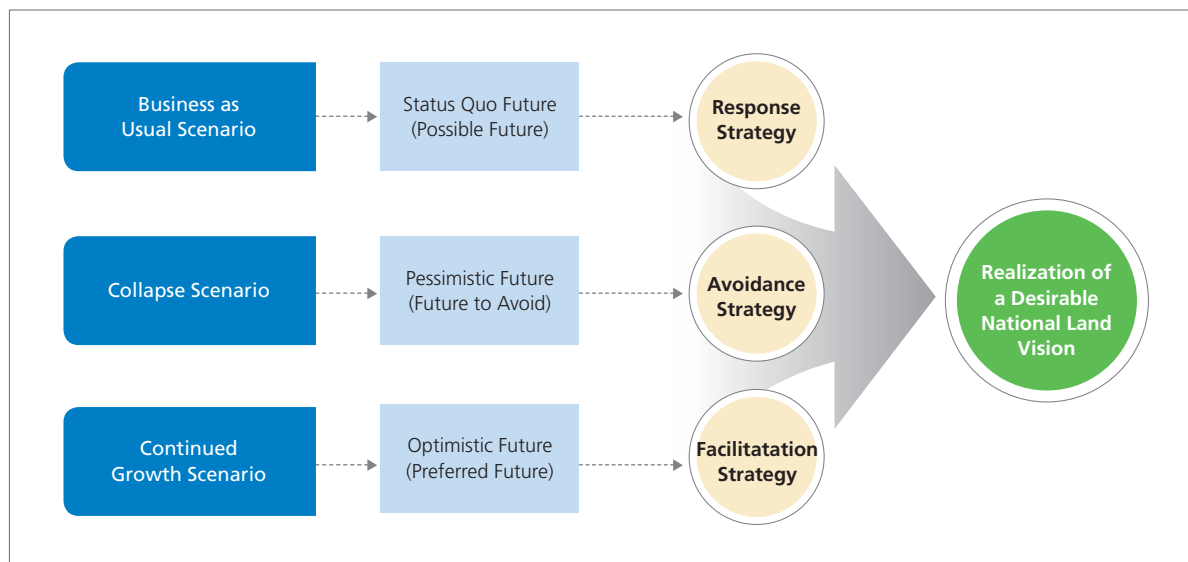 Business as
Usual Scenario
Status Quo Future
(Possible Future)
Response
Strategy
Collapse Scenario
Pessimistic Future
(Future to Avoid)
Avoidance
Strategy
Continued
Growth Scenario
Optimistic Future
(Preferred Future)
Facilitatation
Strategy
Realization of
a Desirable
National Land
Vision